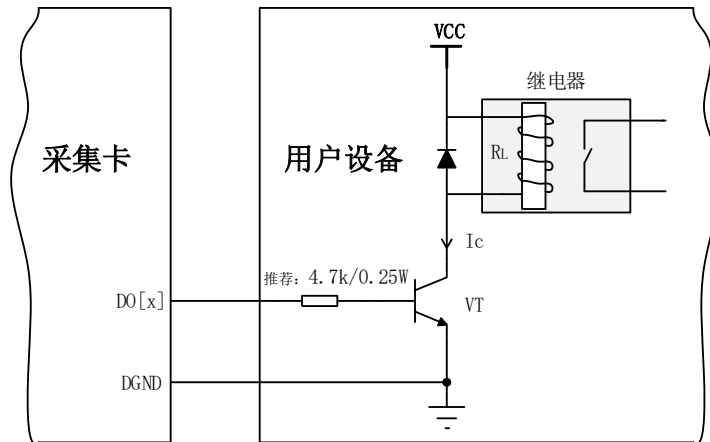 VCC
继电器
采集卡
用户设备
RL
Ic
推荐: 4.7k/0.25W
DO[x]
VT
DGND